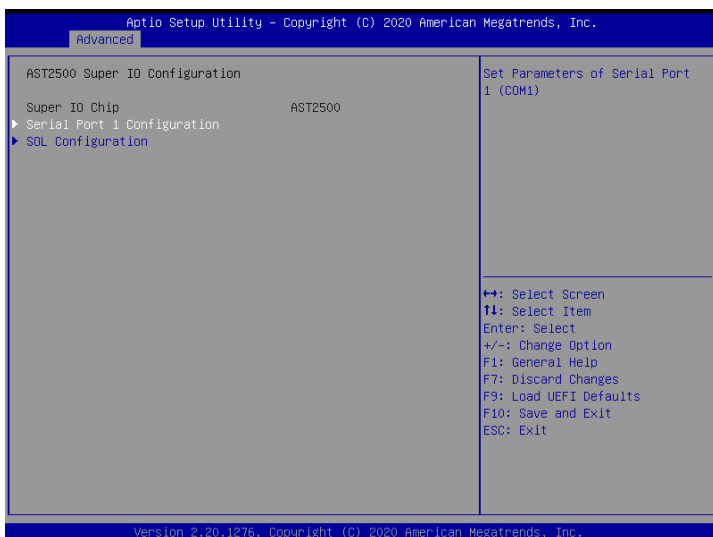 Aptio Setup Utility – Copyright (C) 2020 American Megatrends, Inc.
Advanced
AST2500 Super IO Configuration
Super IO Chip AST2500
Serial Port 1 Configuration
SOL Configuration
Set Parameters of Serial Port
1 (COM1)
↔: Select Screen
↑↓: Select Item
Enter: Select
+/-: Change Option
F1: General Help
F7: Discard Changes
F9: Load UEFI Defaults
F10: Save and Exit
ESC: Exit
Version 2.20.1276. Copyright (C) 2020 American Megatrends, Inc.